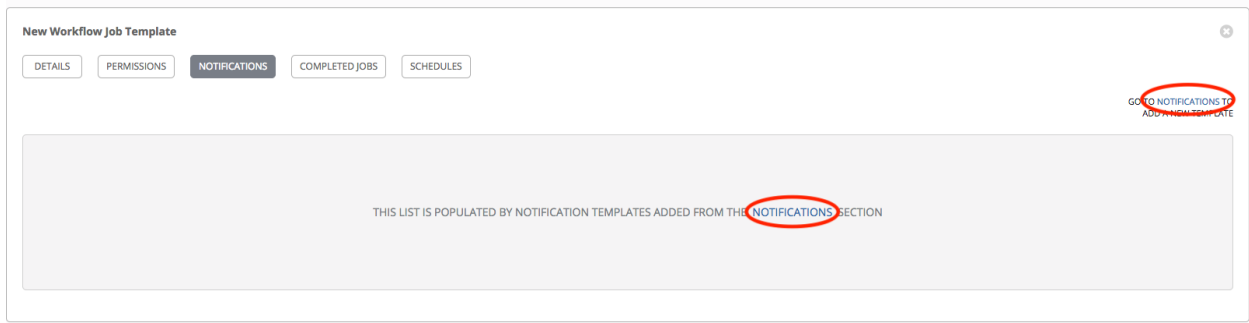 New Workflow Job Template
DETAILS PERMISSIONS NOTIFICATIONS COMPLETED JOBS SCHEDULES
GO TO NOTIFICATIONS TO
ADD A NEW TEMPLATE
THIS LIST IS POPULATED BY NOTIFICATION TEMPLATES ADDED FROM THE NOTIFICATIONS SECTION